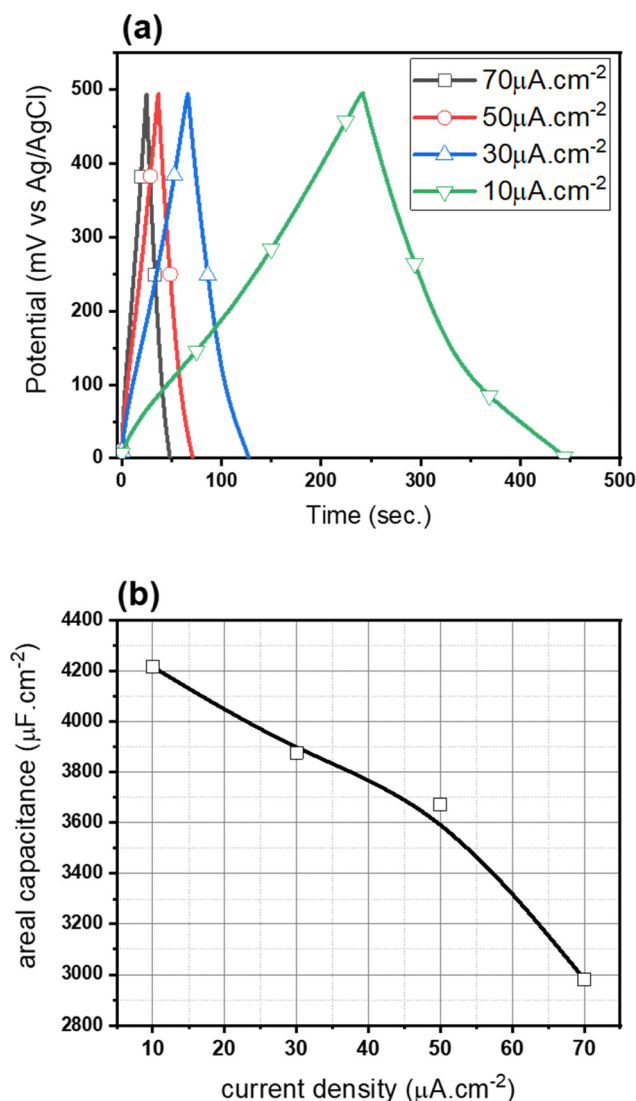 (a)
500
400
300
200
100
0
0
100
200
300
400
500
Potential (mV vs Ag/AgCl)
Time (sec.)
70μA.cm⁻²
50μA.cm⁻²
30μA.cm⁻²
10μA.cm⁻²
(b)
4400
4200
4000
3800
3600
3400
3200
3000
2800
10
20
30
40
50
60
70
areal capacitance (μF.cm⁻²)
current density (μA.cm⁻²)